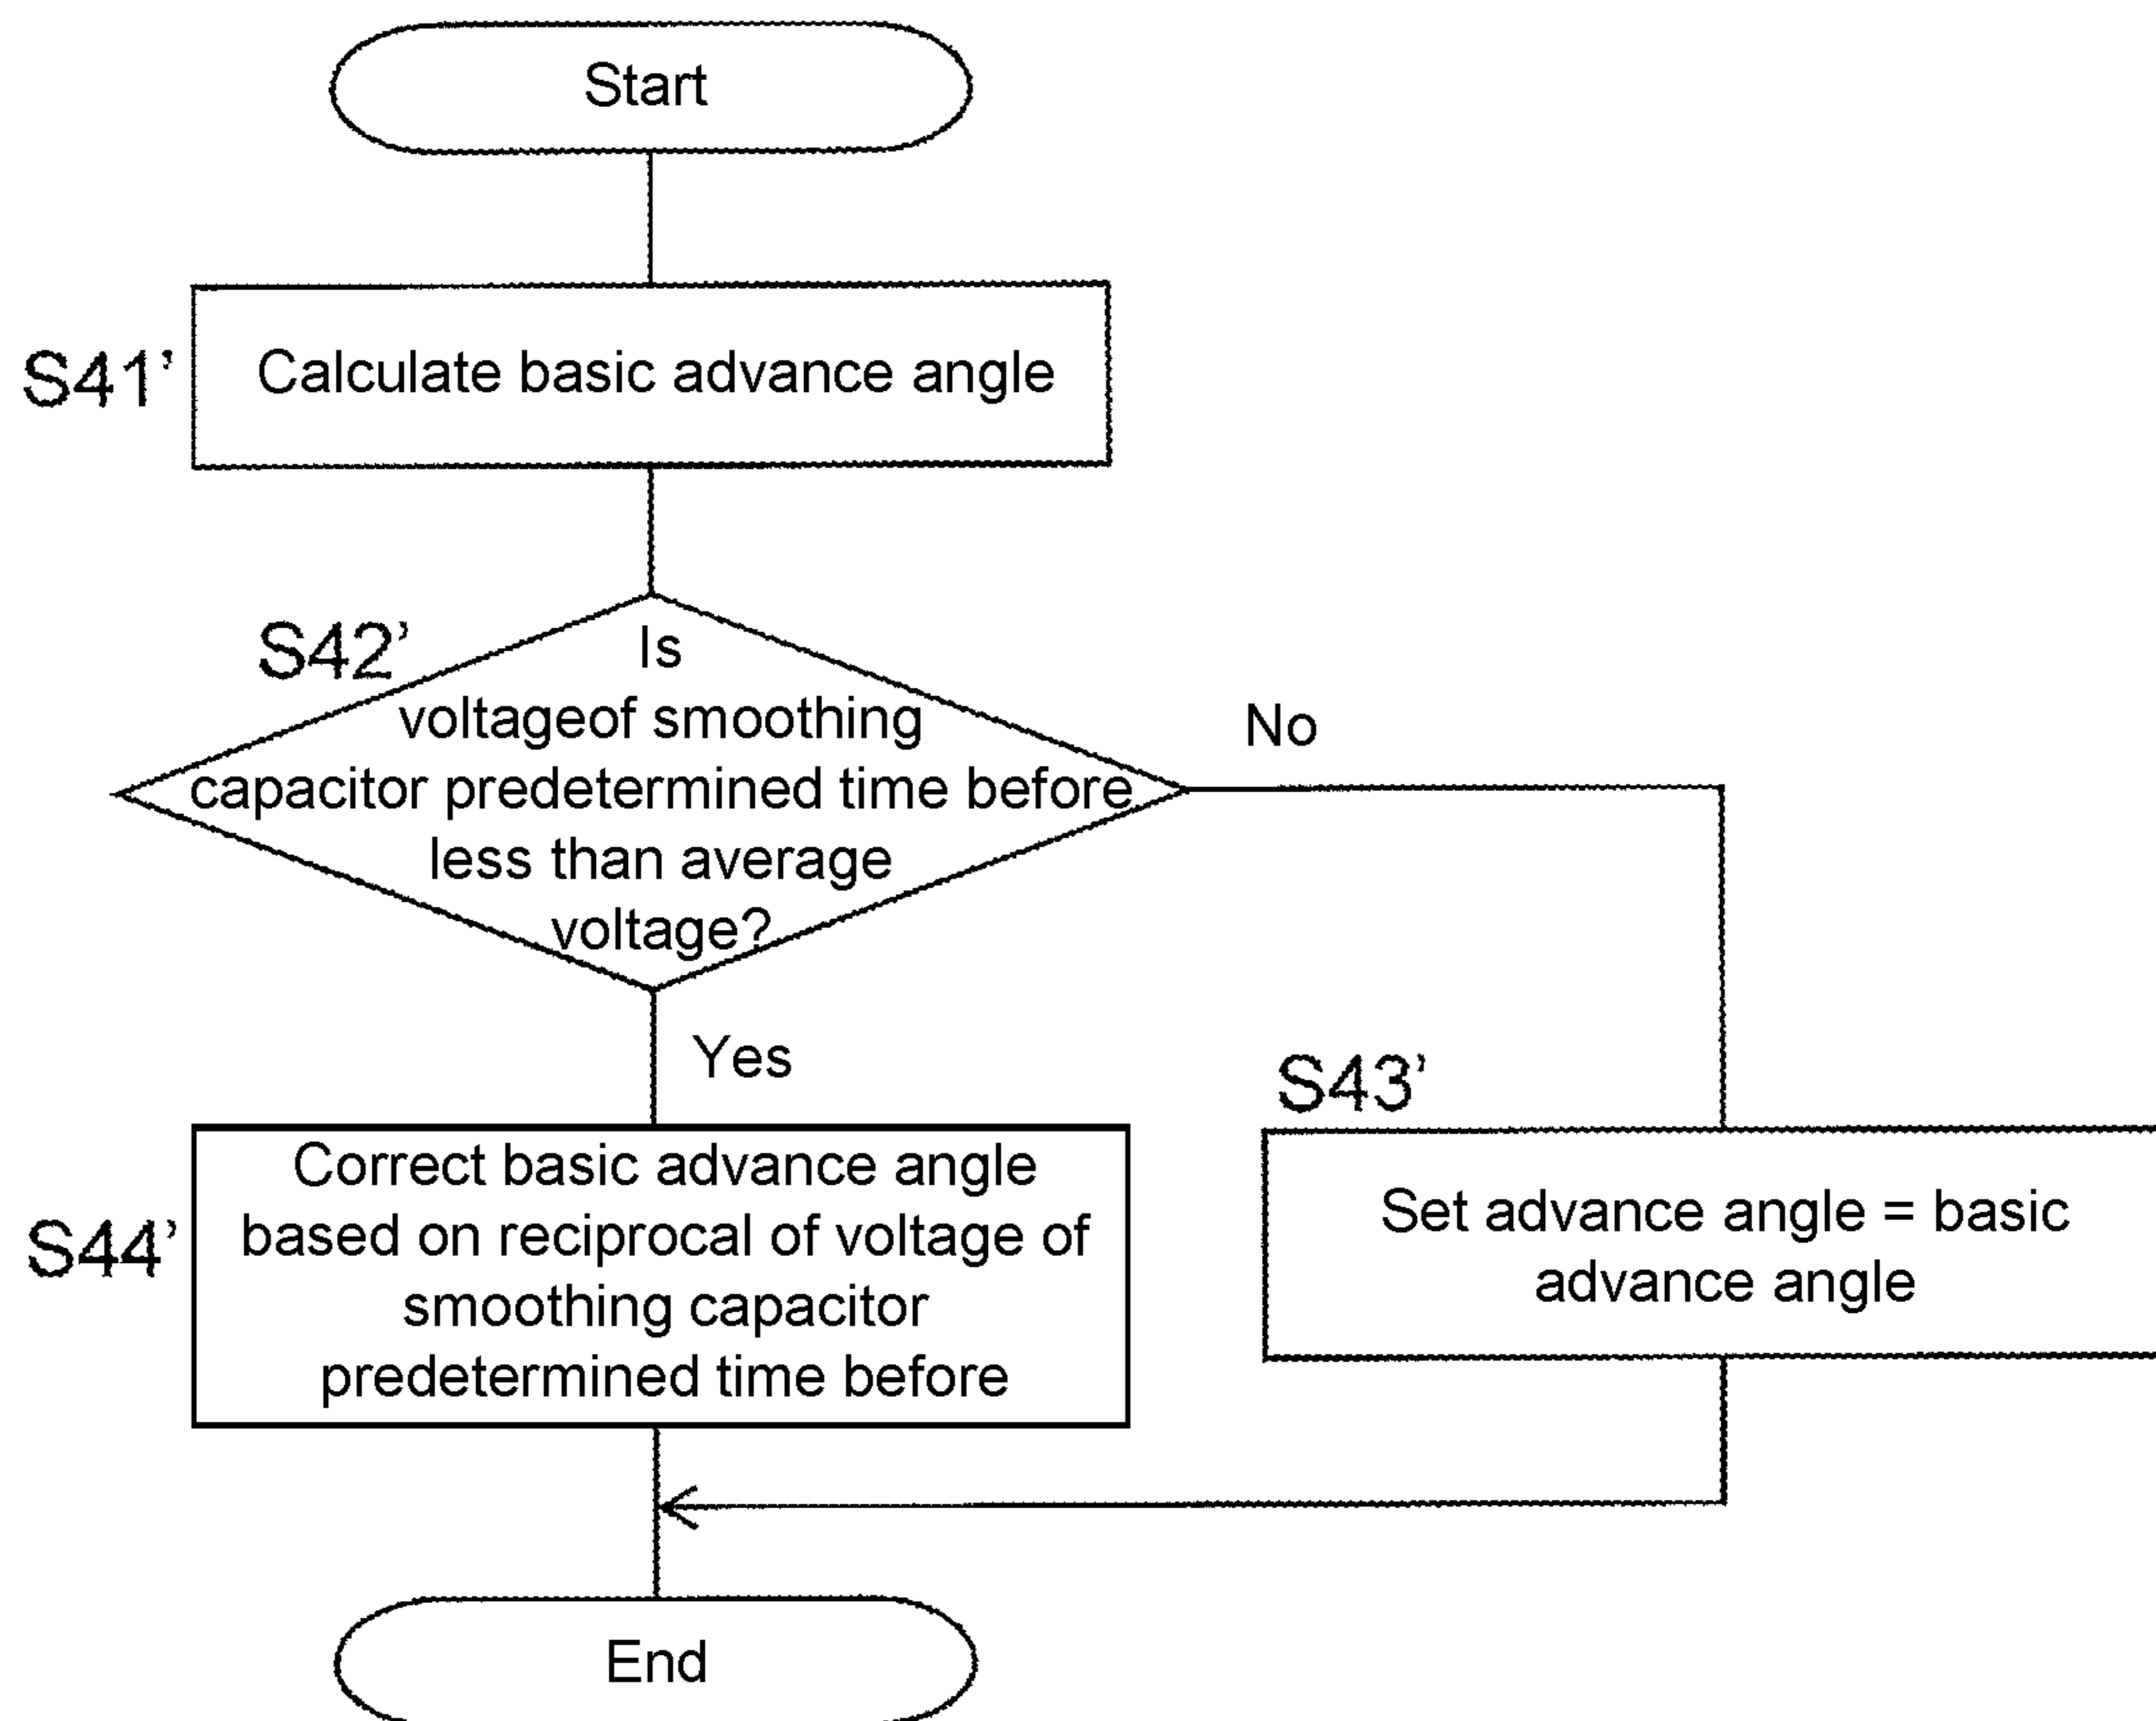 Start
S41’
Calculate basic advance angle
S42’
Is
voltageof smoothing
capacitor predetermined time before
less than average
voltage?
No
Yes
S43’
Set advance angle = basic
advance angle
S44’
Correct basic advance angle
based on reciprocal of voltage of
smoothing capacitor
predetermined time before
End